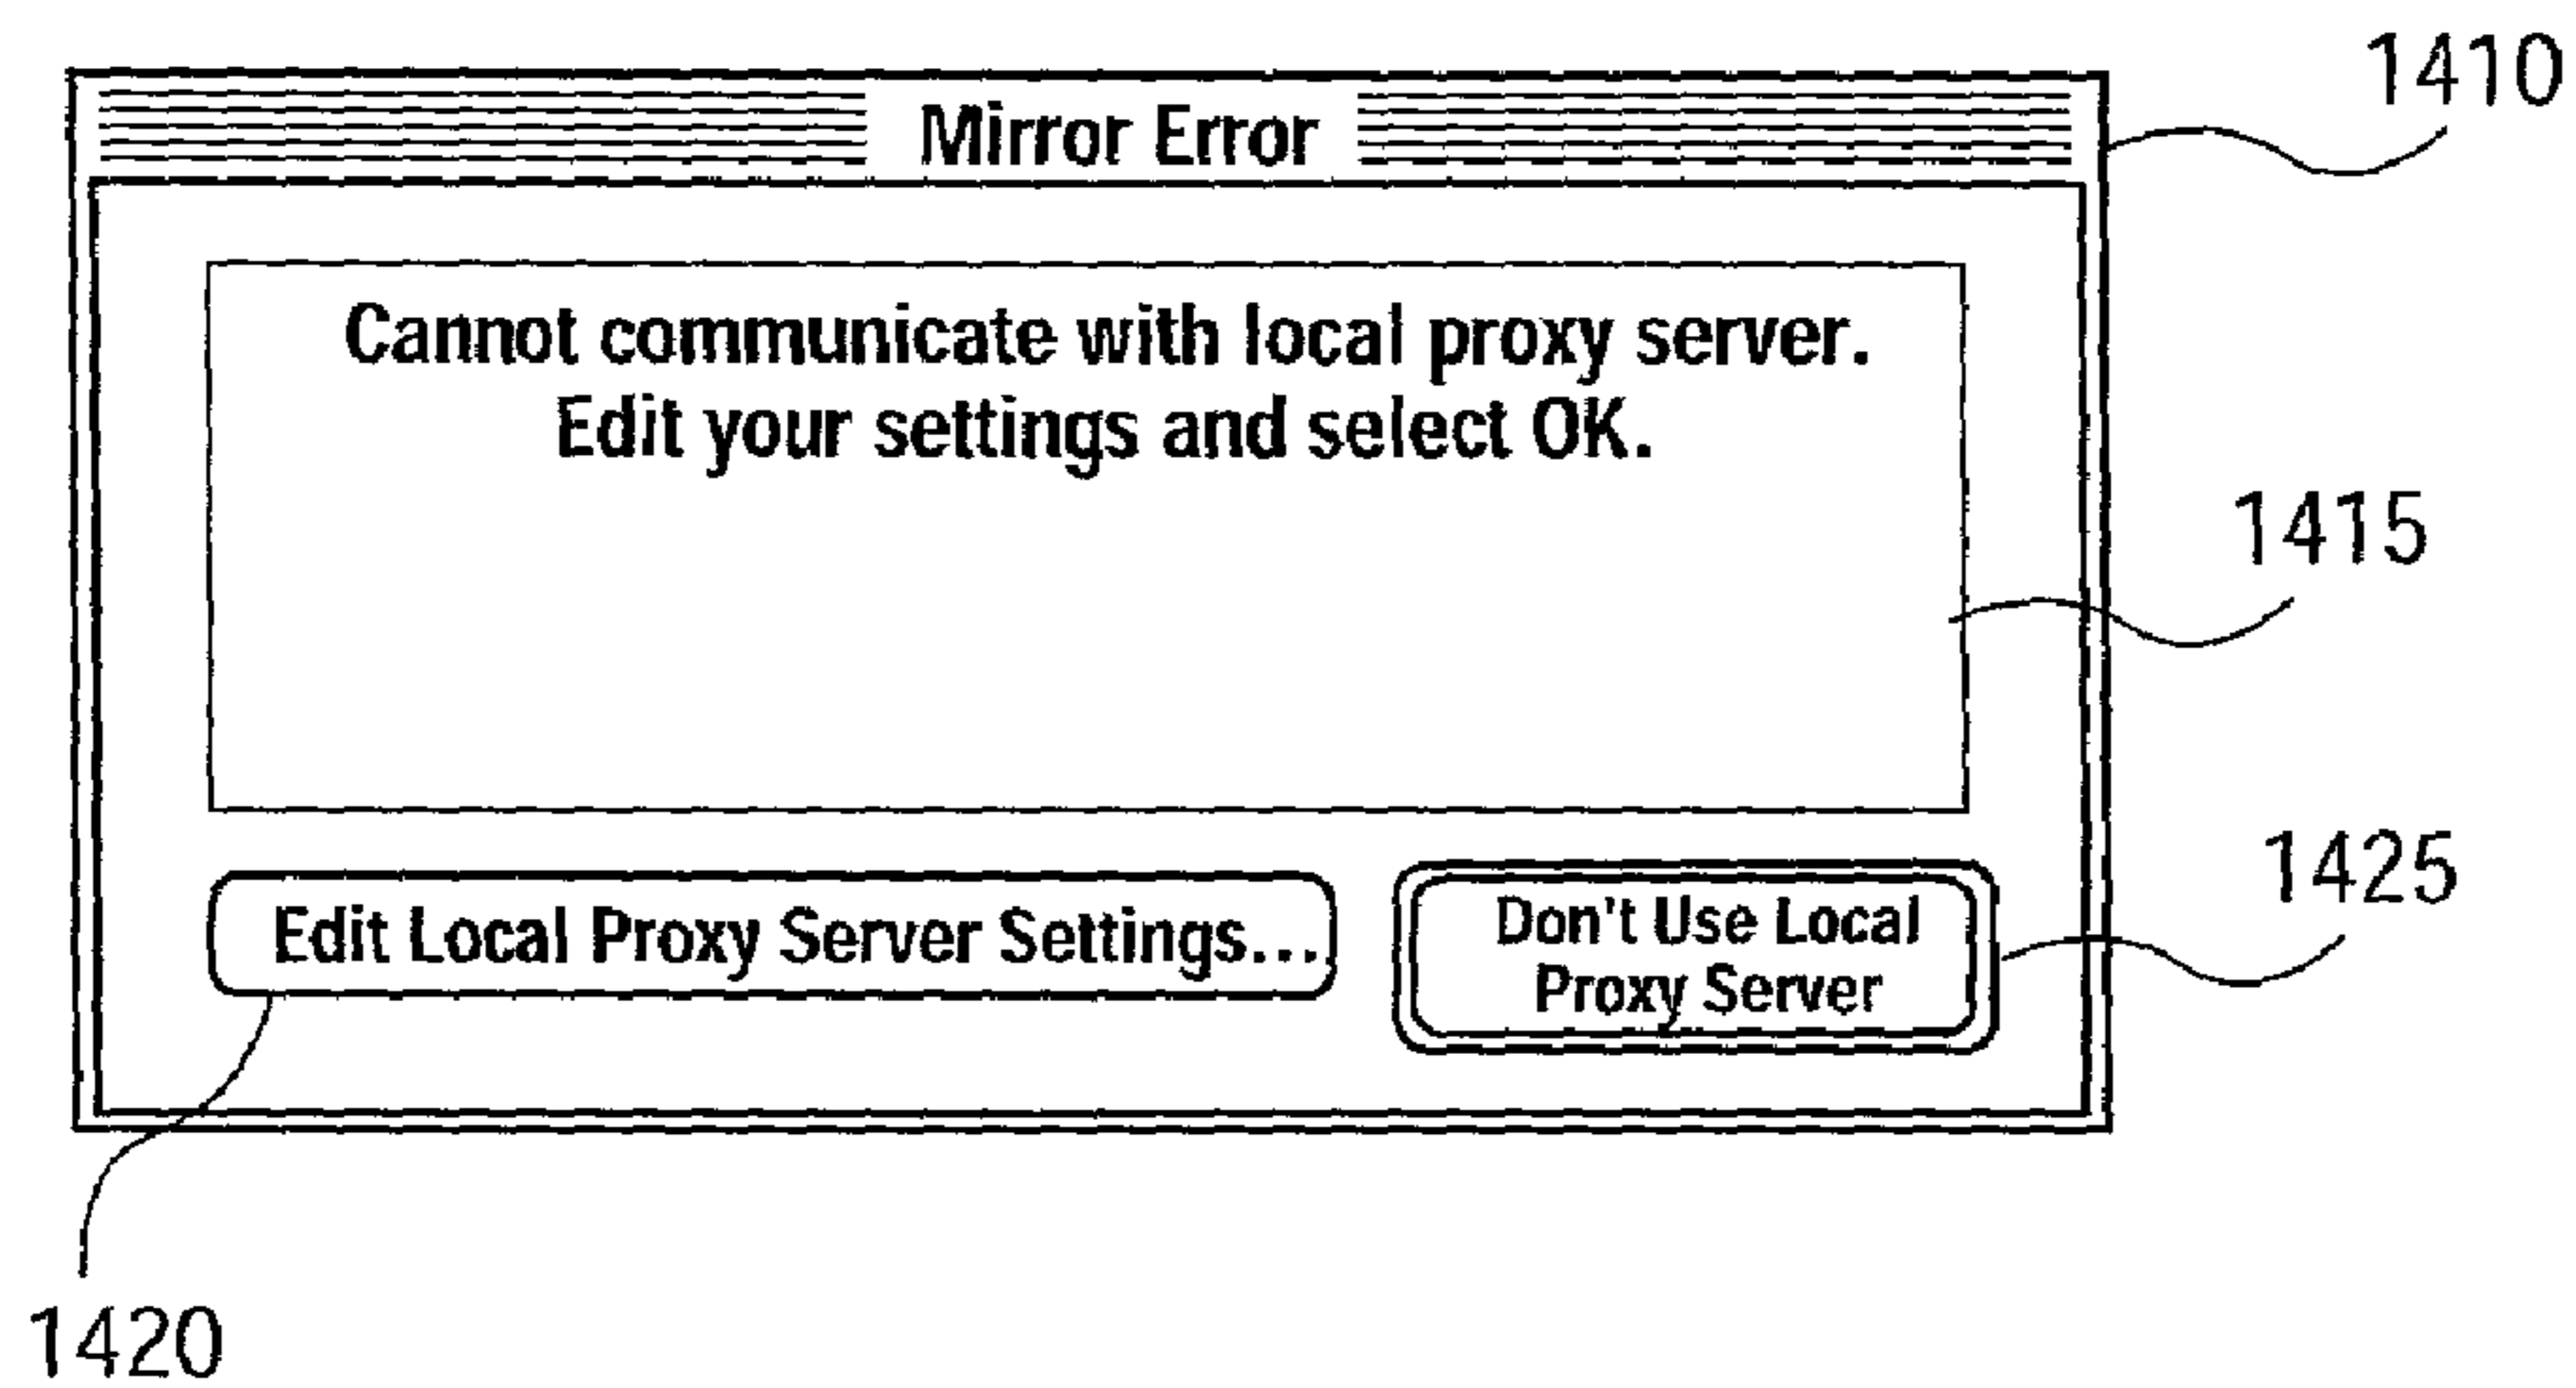 1410
Mirror Error
Cannot communicate with local proxy server.
Edit your settings and select OK.
1415
1425
Edit Local Proxy Server Settings...
Don't Use Local
Proxy Server
1420